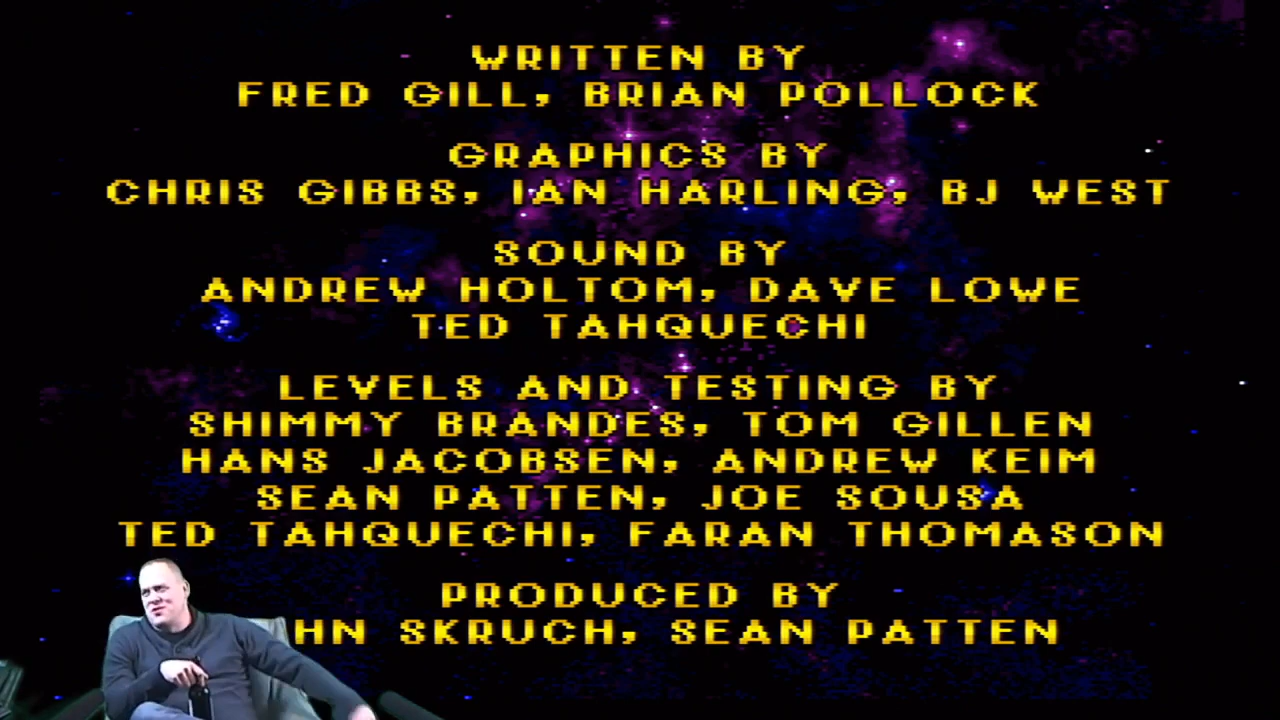 WRITTEN BY
FRED GILL, BRIAN POLLOCK
GRAPHICS BY
CHRIS GIBBS, IAN HARLING, BJ WEST
SOUND BY
ANDREW HOLTOM, DAVE LOWE
TED TAHQUECHI
LEVELS AND TESTING BY
SHIMMY BRANDES, TOM GILLEN
HANS JACOBSEN, ANDREW KEIM
SEAN PATTEN, JOE SOUSA
TED TAHQUECHI, FARAN THOMASON
PRODUCED BY
HN SKRUCH, SEAN PATTEN